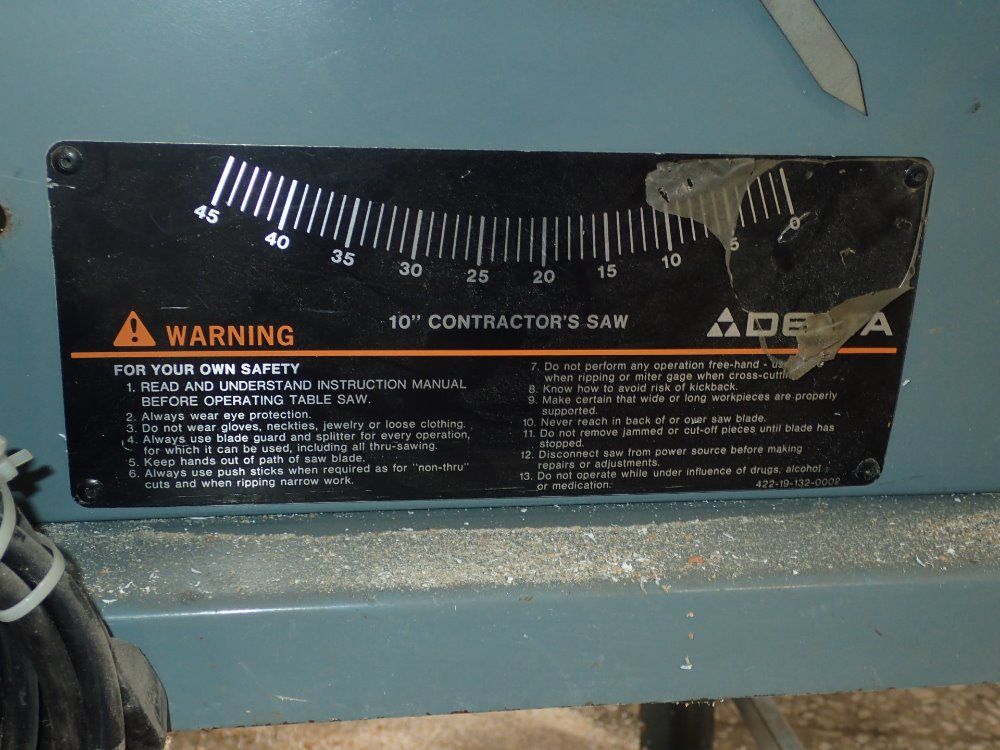 45 40 35 30 25 20 15 10 5 0
10" CONTRACTOR'S SAW
WARNING
FOR YOUR OWN SAFETY
1. READ AND UNDERSTAND INSTRUCTION MANUAL
BEFORE OPERATING TABLE SAW.
2. Always wear eye protection.
3. Do not wear gloves, neckties, jewelry or loose clothing.
4. Always use blade guard and splitter for every operation,
for which it can be used, including all thru-sawing.
5. Keep hands out of path of saw blade.
6. Always use push sticks when required as for "non-thru"
cuts and when ripping narrow work.
7. Do not perform any operation free-hand -
when ripping or miter gage when cross-cutting
8. Know how to avoid risk of kickback.
9. Make certain that wide or long workpieces are properly
supported.
10. Never reach in back of or over saw blade.
11. Do not remove jammed or cut-off pieces until blade has
stopped.
12. Disconnect saw from power source before making
repairs or adjustments.
13. Do not operate while under influence of drugs, alcohol
or medication.
422-19-132-0002